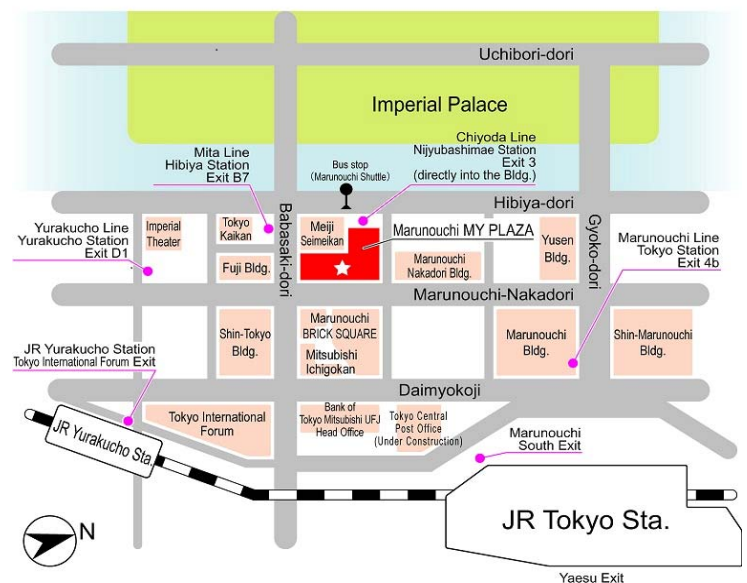 Uchibori-dori
Imperial Palace
Mita Line
Hibiya Station
Exit B7
Bus stop
(Marunouchi Shuttle)
Chiyoda Line
Nijyubashimae Station
Exit 3
(directly into the Bldg.)
Hibiya-dori
Yurakucho Line
Yurakucho Station
Exit D1
Imperial
Theater
Tokyo
Kaikan
Babasaki-dori
Meiji
Seimeikan
Marunouchi MY PLAZA
Yusen
Bldg.
Gyoko-dori
Marunouchi Line
Tokyo Station
Exit 4b
Fuji Bldg.
Marunouchi
Nakadori Bldg.
Marunouchi-Nakadori
JR Yurakucho Station
Tokyo International Forum Exit
Shin-Tokyo
Bldg.
Marunouchi
BRICK SQUARE
Mitsubishi
Ichigokan
Marunouchi
Bldg.
Shin-Marunouchi
Bldg.
Daimyokoji
JR Yurakucho Sta.
Tokyo International
Forum
Bank of
Tokyo Mitsubishi UFJ
Head Office
Tokyo Central
Post Office
(Under Construction)
Marunouchi
South Exit
JR Tokyo Sta.
N
Yaesu Exit